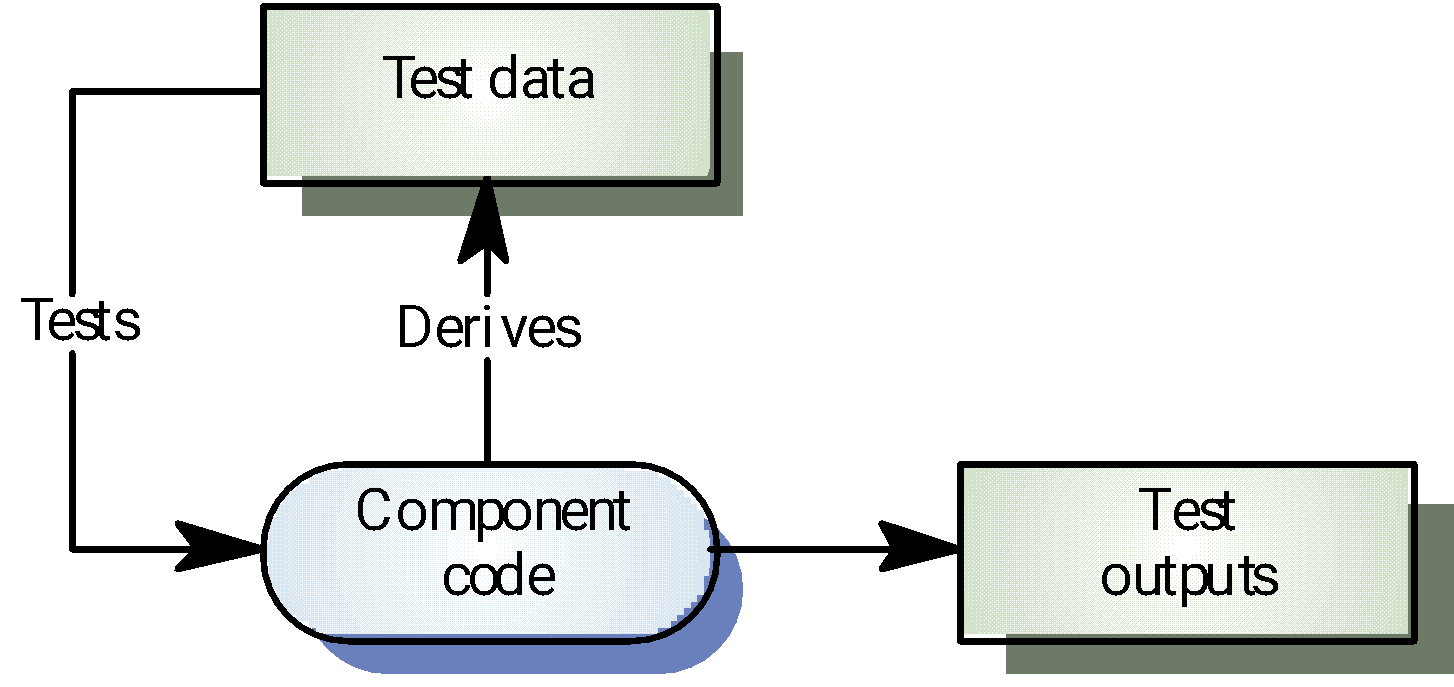 Test data
Tests
Derives
Component
code
Test
outputs